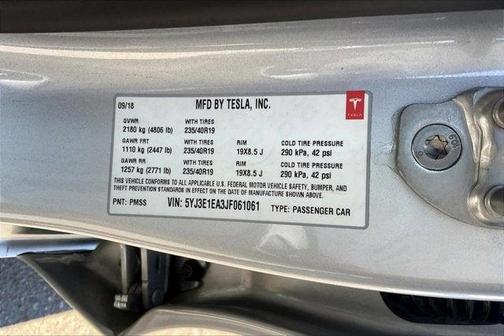 09/18 MFD BY TESLA, INC.
GVWR WITH TIRES
2180 kg (4806 lb) 235/40R19
GAWR FRT WITH TIRES RIM COLD TIRE PRESSURE
1110 kg (2447 lb) 235/40R19 19X8.5 J 290 kPa, 42 psi
GAWR RR WITH TIRES RIM COLD TIRE PRESSURE
1257 kg (2771 lb) 235/40R19 19X8.5 J 290 kPa, 42 psi
THIS VEHICLE CONFORMS TO ALL APPLICABLE U.S. FEDERAL MOTOR VEHICLE SAFETY, BUMPER, AND
THEFT PREVENTION STANDARDS IN EFFECT ON THE DATE OF MANUFACTURE SHOWN ABOVE.
PNT: PMSS VIN: 5YJ3E1EA3JF061061 TYPE: PASSENGER CAR
TESLA